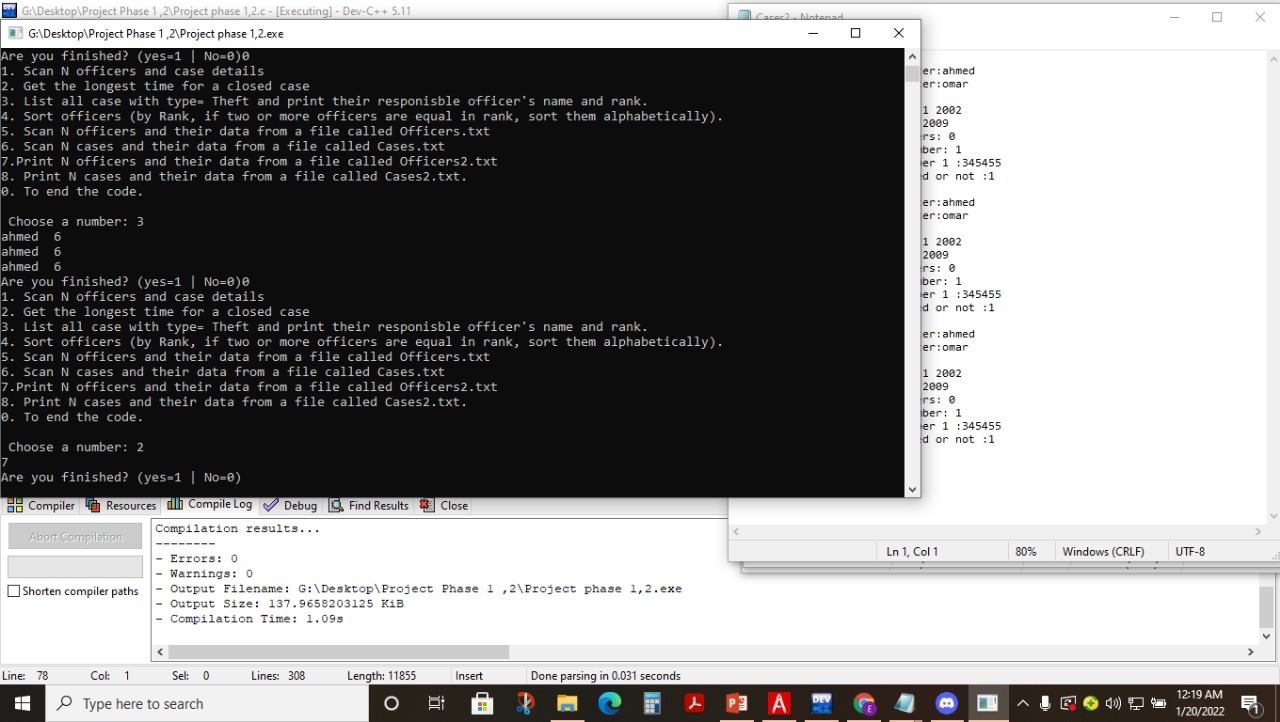 G:\Desktop\Project Phase 1 ,2\Project phase 1,2.c - [Executing] - Dev-C++ 5.11
Cases2 - Notepad
G:\Desktop\Project Phase 1 ,2\Project phase 1,2.exe
Are you finished? (yes=1 | No=0)0
1. Scan N officers and case details
2. Get the longest time for a closed case
3. List all case with type= Theft and print their responisble officer's name and rank.
4. Sort officers (by Rank, if two or more officers are equal in rank, sort them alphabetically).
5. Scan N officers and their data from a file called Officers.txt
6. Scan N cases and their data from a file called Cases.txt
7.Print N officers and their data from a file called Officers2.txt
8. Print N cases and their data from a file called Cases2.txt.
0. To end the code.
Choose a number: 3
ahmed  6
ahmed  6
ahmed  6
Are you finished? (yes=1 | No=0)0
1. Scan N officers and case details
2. Get the longest time for a closed case
3. List all case with type= Theft and print their responisble officer's name and rank.
4. Sort officers (by Rank, if two or more officers are equal in rank, sort them alphabetically).
5. Scan N officers and their data from a file called Officers.txt
6. Scan N cases and their data from a file called Cases.txt
7.Print N officers and their data from a file called Officers2.txt
8. Print N cases and their data from a file called Cases2.txt.
0. To end the code.
Choose a number: 2
7
Are you finished? (yes=1 | No=0)
er:ahmed
er:omar
1 2002
2009
rs: 0
ber: 1
er 1 :345455
d or not :1
er:ahmed
er:omar
1 2002
2009
rs: 0
ber: 1
er 1 :345455
d or not :1
er:ahmed
er:omar
1 2002
2009
rs: 0
ber: 1
er 1 :345455
d or not :1
Ln 1, Col 1
80%
Windows (CRLF)
UTF-8
Compiler
Resources
Compile Log
Debug
Find Results
Close
Abort Compilation
Shorten compiler paths
Compilation results...
--------
- Errors: 0
- Warnings: 0
- Output Filename: G:\Desktop\Project Phase 1 ,2\Project phase 1,2.exe
- Output Size: 137.9658203125 KiB
- Compilation Time: 1.09s
Line: 78
Col: 1
Sel: 0
Lines: 308
Length: 11855
Insert
Done parsing in 0.031 seconds
Type here to search
12:19 AM
1/20/2022